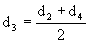 d₃ = (d₂ + d₄) / 2